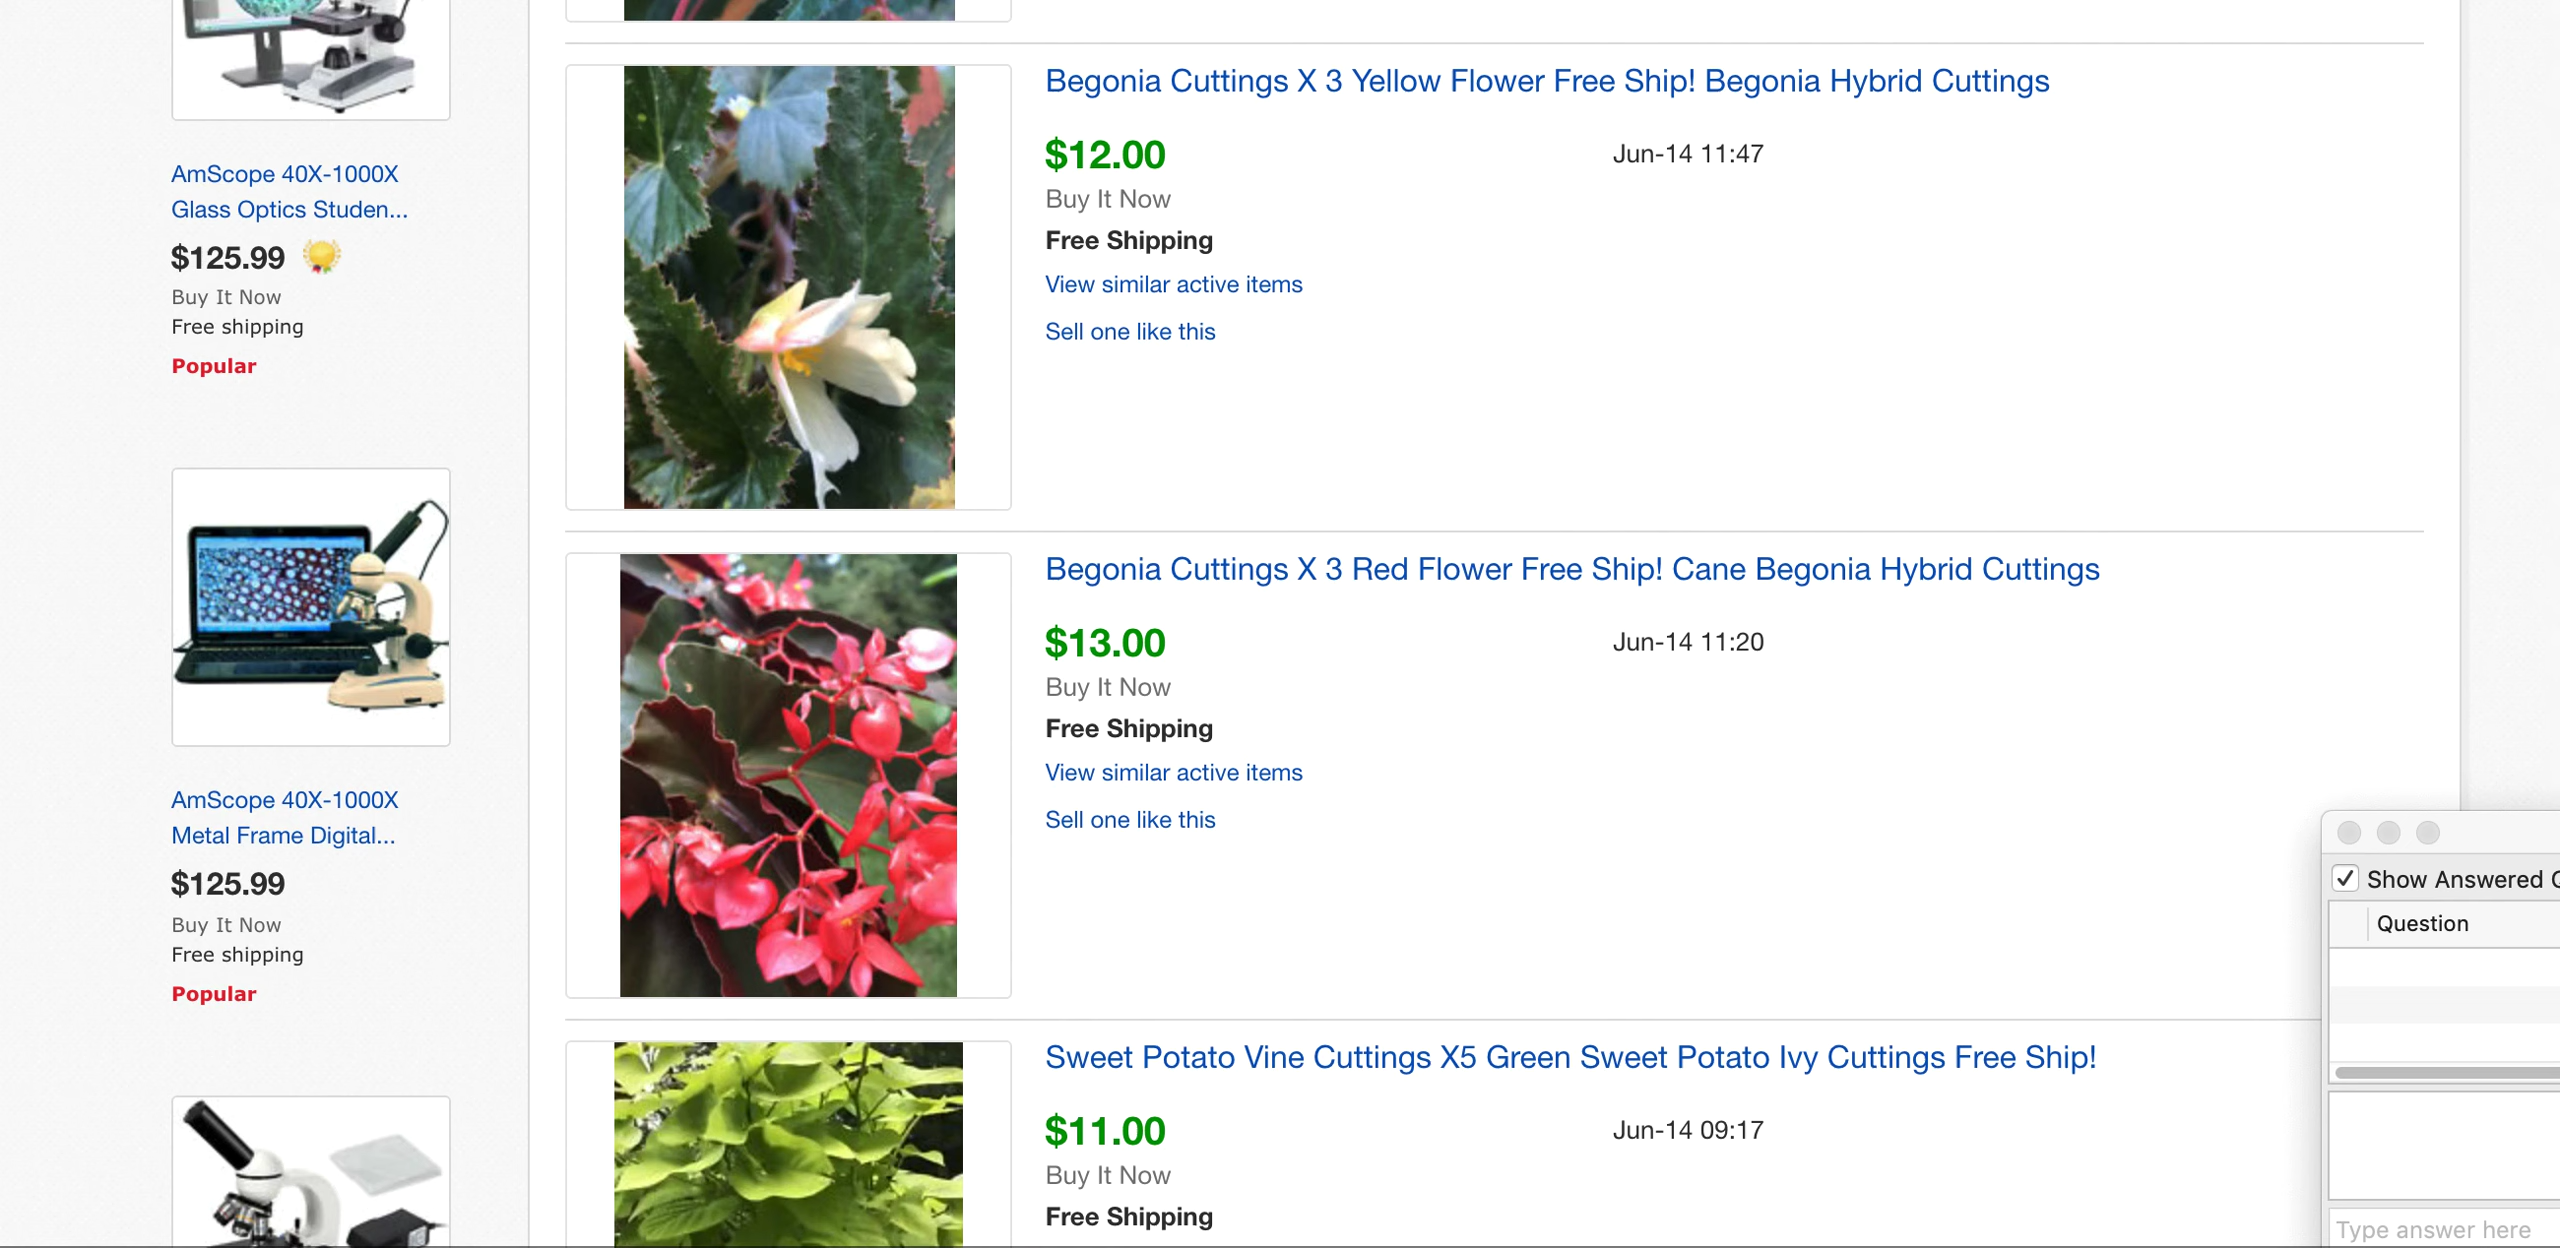 AmScope 40X-1000X
Glass Optics Studen...
$125.99
Buy It Now
Free shipping
Popular
AmScope 40X-1000X
Metal Frame Digital...
$125.99
Buy It Now
Free shipping
Popular
Begonia Cuttings X 3 Yellow Flower Free Ship! Begonia Hybrid Cuttings
$12.00 Jun-14 11:47
Buy It Now
Free Shipping
View similar active items
Sell one like this
Begonia Cuttings X 3 Red Flower Free Ship! Cane Begonia Hybrid Cuttings
$13.00 Jun-14 11:20
Buy It Now
Free Shipping
View similar active items
Sell one like this
Sweet Potato Vine Cuttings X5 Green Sweet Potato Ivy Cuttings Free Ship!
$11.00 Jun-14 09:17
Buy It Now
Free Shipping
Show Answered
Question
Type answer here